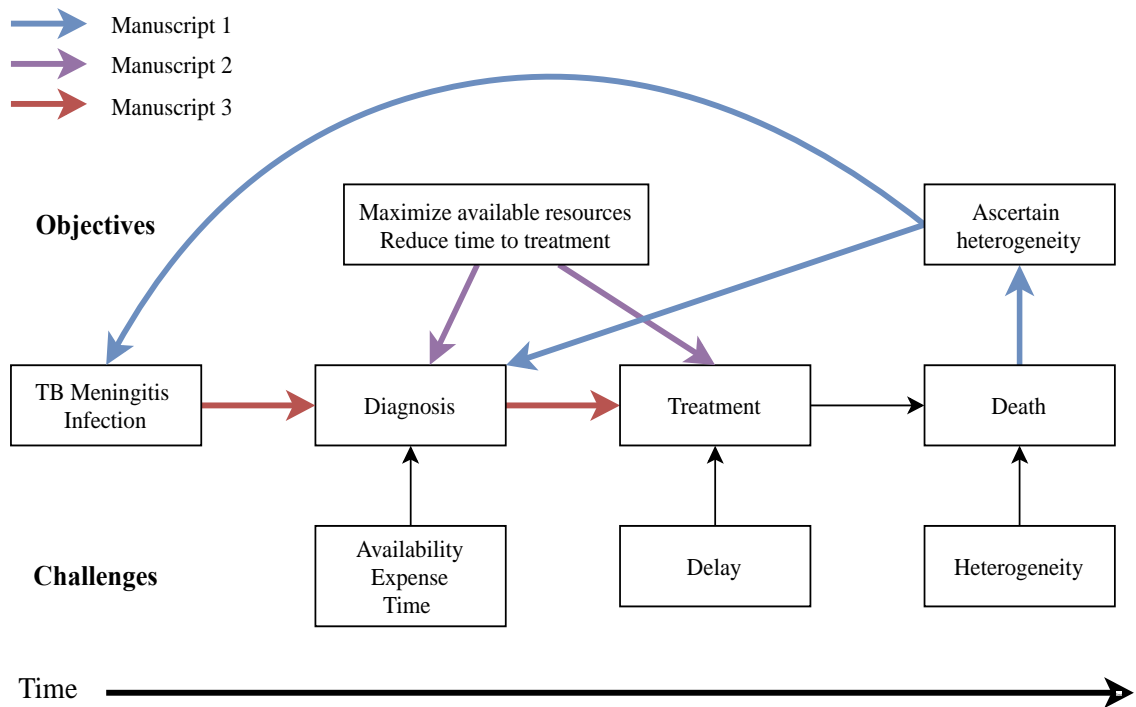 Manuscript 1
Manuscript 2
Manuscript 3
Objectives
Maximize available resources
Reduce time to treatment
Ascertain
heterogeneity
TB Meningitis
Infection
Diagnosis
Treatment
Death
Challenges
Availability
Expense
Time
Delay
Heterogeneity
Time